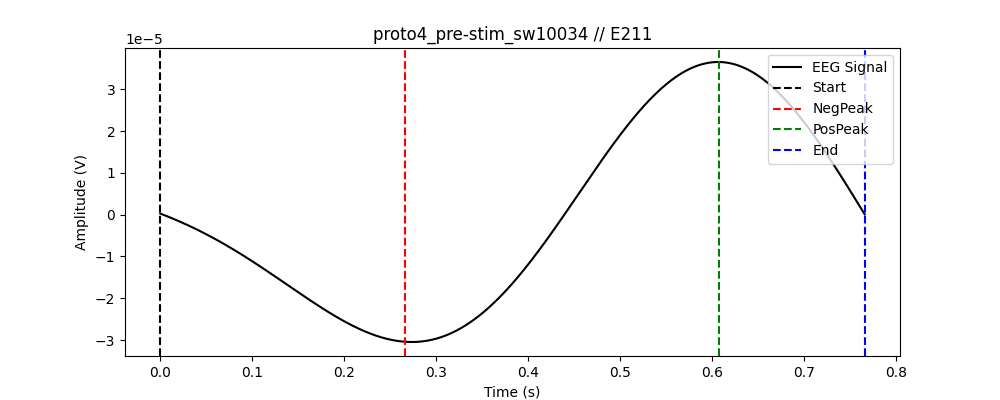 proto4_pre-stim_sw10034 // E211
1e−5
3
2
1
0
−1
−2
−3
Amplitude (V)
0.0 0.1 0.2 0.3 0.4 0.5 0.6 0.7 0.8
Time (s)
EEG Signal
Start
NegPeak
PosPeak
End